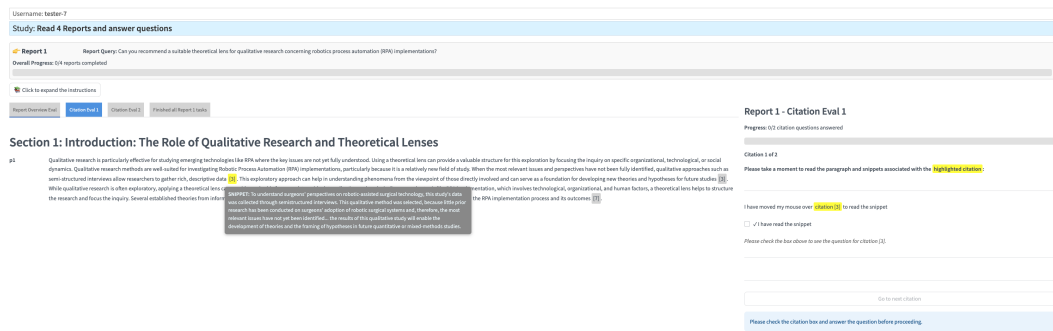 Username: tester-7
Study: Read 4 Reports and answer questions
👉 Report 1 Report Query: Can you recommend a suitable theoretical lens for qualitative research concerning robotics process automation (RPA) implementations?
Overall Progress: 0/4 reports completed
Click to expand the instructions
Report Overview Eval Citation Eval 1 Citation Eval 2 Finished all Report 1 tasks
Section 1: Introduction: The Role of Qualitative Research and Theoretical Lenses
p1 Qualitative research is particularly effective for studying emerging technologies like RPA where the key issues are not yet fully understood. Using a theoretical lens can provide a valuable structure for this exploration by focusing the inquiry on specific organizational, technological, or social
dynamics. Qualitative research methods are well-suited for investigating Robotic Process Automation (RPA) implementations, particularly because it is a relatively new field of study. When the most relevant issues and perspectives have not been fully identified, qualitative approaches such as
semi-structured interviews allow researchers to gather rich, descriptive data [3]. This exploratory approach can help in understanding phenomena from the viewpoint of those directly involved and can serve as a foundation for developing new theories and hypotheses for future studies [3].
While qualitative research is often exploratory, applying a theoretical lens mentation, which involves technological, organizational, and human factors, a theoretical lens helps to structure
the research and focus the inquiry. Several established theories from the RPA implementation process and its outcomes [7].
SNIPPET: To understand surgeons' perspectives on robotic-assisted surgical technology, this study's data
was collected through semistructured interviews. This qualitative method was selected, because little prior
research has been conducted on surgeons' adoption of robotic surgical systems and, therefore, the most
relevant issues have not yet been identified... the results of this qualitative study will enable the
development of theories and the framing of hypotheses in future quantitative or mixed-methods studies.
Report 1 - Citation Eval 1
Progress: 0/2 citation questions answered
Citation 1 of 2
Please take a moment to read the paragraph and snippets associated with the highlighted citation :
I have moved my mouse over citation [3] to read the snippet
✓ I have read the snippet
Please check the box above to see the question for citation [3].
Go to next citation
Please check the citation box and answer the question before proceeding.